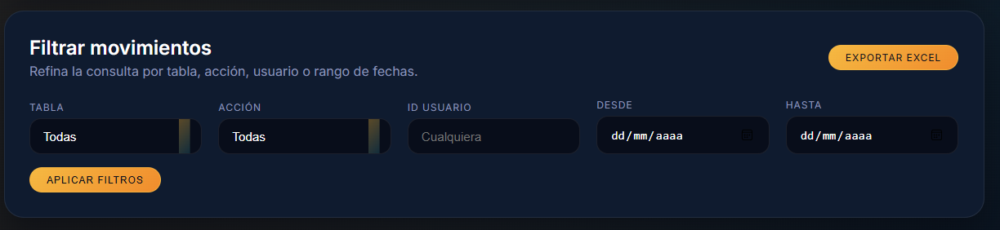 Filtrar movimientos
Refina la consulta por tabla, acción, usuario o rango de fechas.
EXPORTAR EXCEL
TABLA
ACCIÓN
ID USUARIO
DESDE
HASTA
Todas
Todas
Cualquiera
dd/mm/aaaa
dd/mm/aaaa
APLICAR FILTROS